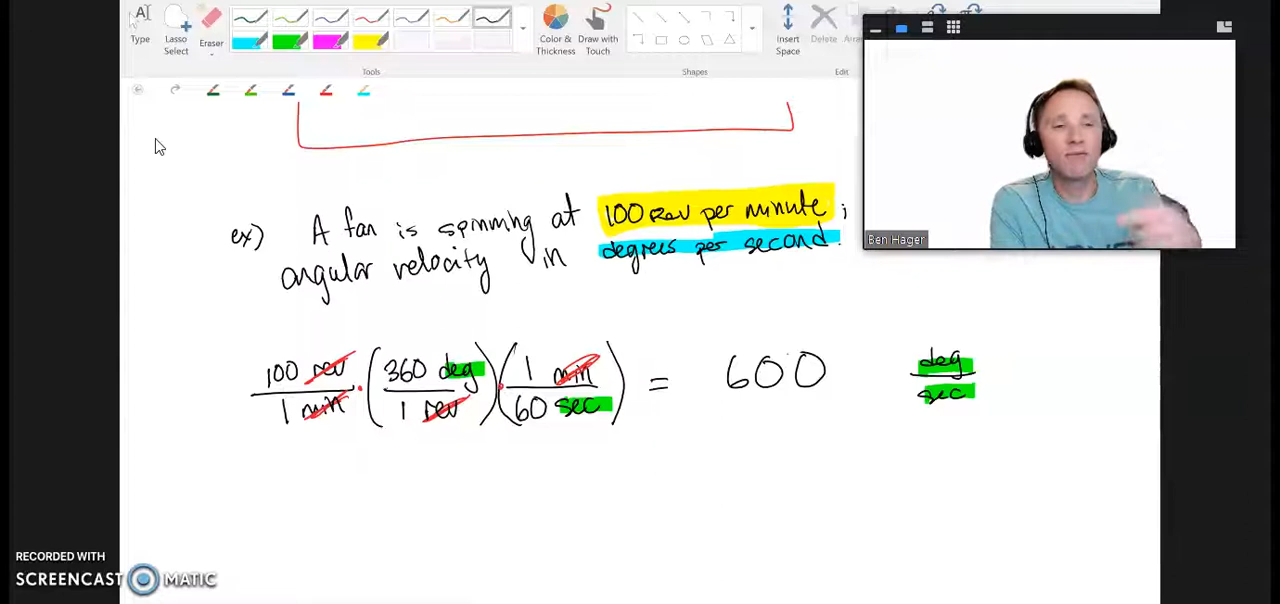 Type
Lasso
Select
Eraser
Color &
Thickness
Draw with
Touch
Insert
Space
Delete
Tools
Shapes
Edit
Ben Hager
ex) A fan is spinning at 100 rev per minute;
angular velocity in degrees per second.
100 rev / 1 min · (360 deg / 1 rev) · (1 min / 60 sec) = 600 deg / sec
RECORDED WITH
SCREENCAST MATIC